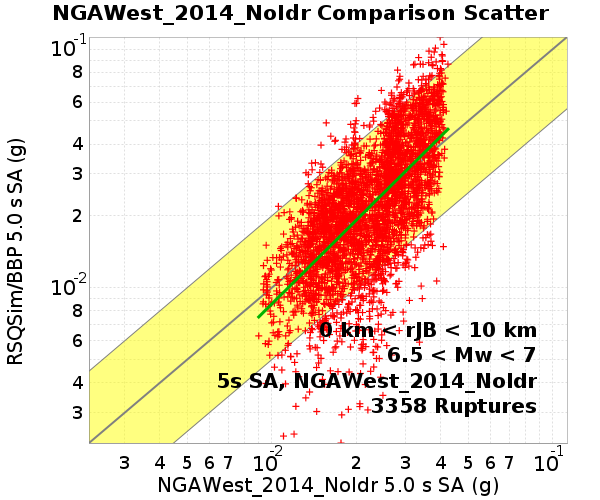 NGAWest_2014_NoIdr Comparison Scatter
10-1
8
6
4
3
2
10-2
8
6
4
3
RSQSim/BBP 5.0 s SA (g)
0 km < rJB < 10 km
6.5 < Mw < 7
5s SA, NGAWest_2014_NoIdr
3358 Ruptures
3 4 5 6 7 10-2 2 3 4 5 6 7 10-1
NGAWest_2014_NoIdr 5.0 s SA (g)